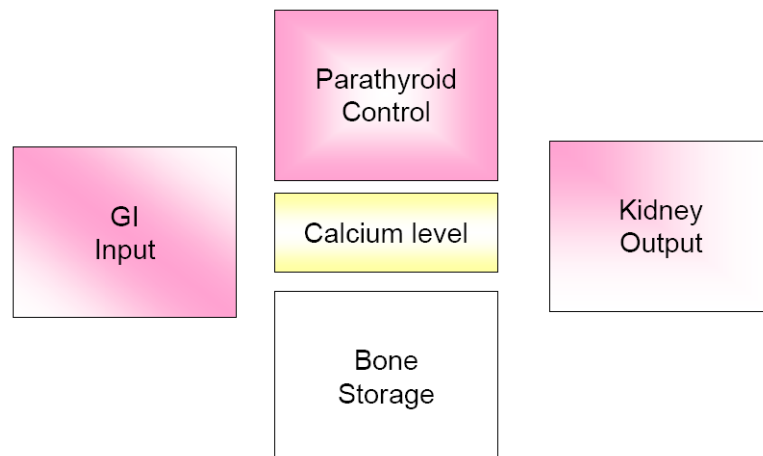 Parathyroid
Control
GI
Input
Calcium level
Kidney
Output
Bone
Storage